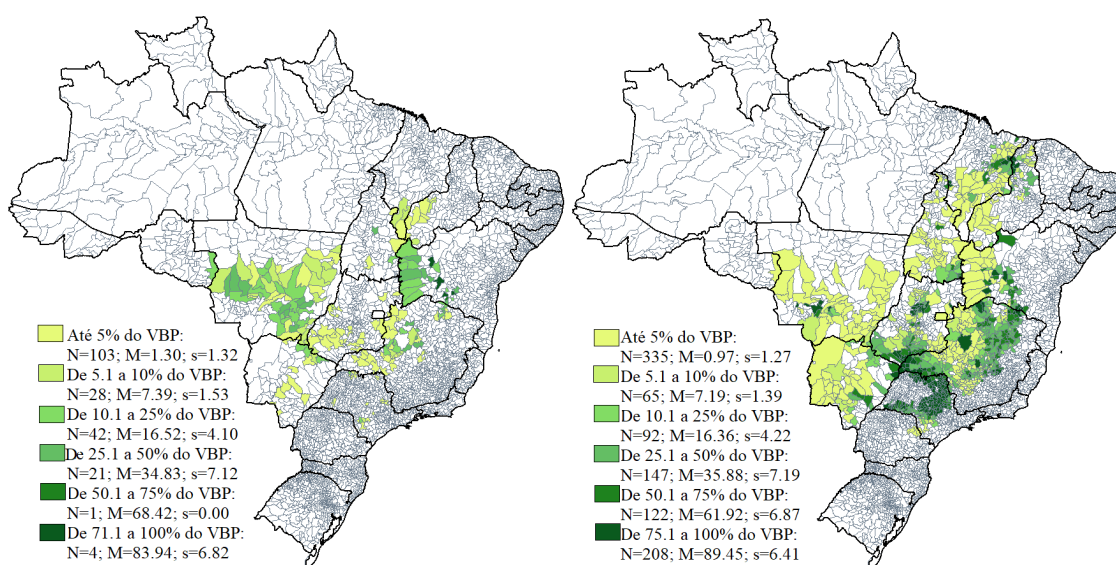 Até 5% do VBP:
N=103; M=1.30; s=1.32
De 5.1 a 10% do VBP:
N=28; M=7.39; s=1.53
De 10.1 a 25% do VBP:
N=42; M=16.52; s=4.10
De 25.1 a 50% do VBP:
N=21; M=34.83; s=7.12
De 50.1 a 75% do VBP:
N=1; M=68.42; s=0.00
De 71.1 a 100% do VBP:
N=4; M=83.94; s=6.82
Até 5% do VBP:
N=335; M=0.97; s=1.27
De 5.1 a 10% do VBP:
N=65; M=7.19; s=1.39
De 10.1 a 25% do VBP:
N=92; M=16.36; s=4.22
De 25.1 a 50% do VBP:
N=147; M=35.88; s=7.19
De 50.1 a 75% do VBP:
N=122; M=61.92; s=6.87
De 75.1 a 100% do VBP:
N=208; M=89.45; s=6.41